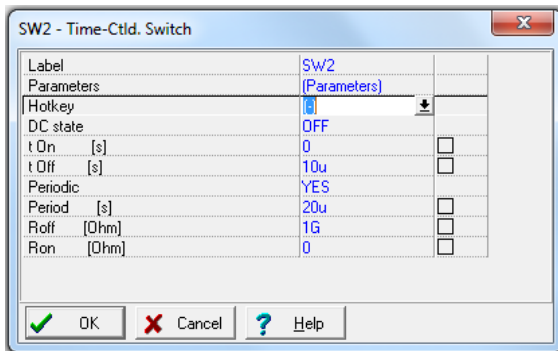 SW2 - Time-Ctld. Switch
Label SW2
Parameters (Parameters)
Hotkey [-]
DC state OFF
t On [s] 0
t Off [s] 10u
Periodic YES
Period [s] 20u
Roff [Ohm] 1G
Ron [Ohm] 0
OK Cancel ? Help